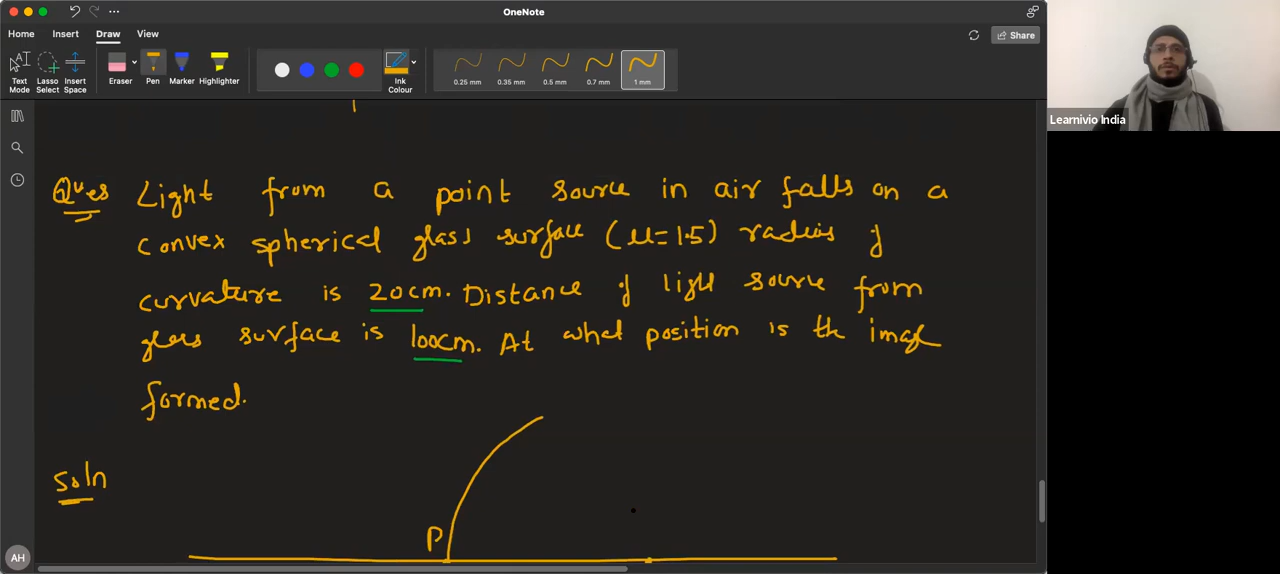 OneNote
Home Insert Draw View
Share
Text Mode Lasso Select Insert Space Eraser Pen Marker Highlighter Ink Colour 0.25 mm 0.35 mm 0.5 mm 0.7 mm 1 mm
Learnivio India
Ques Light from a point source in air falls on a
convex spherical glass surface (μ=1.5) radius of
curvature is 20cm. Distance of light source from
glass surface is 100cm. At what position is the image
formed.
Soln
P
AH